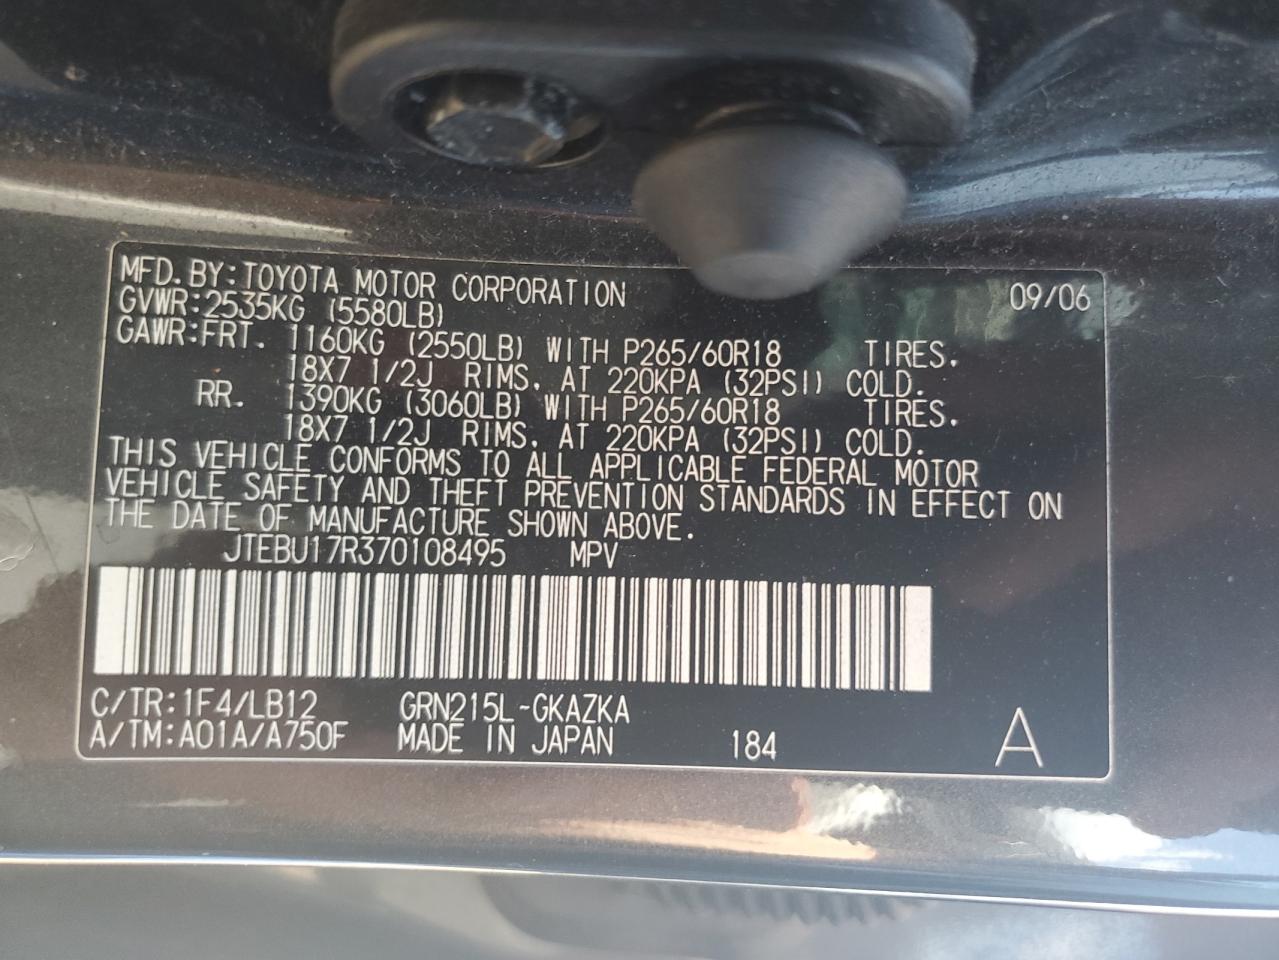 MFD. BY: TOYOTA MOTOR CORPORATION 09/06
GVWR: 2535KG (5580LB)
GAWR: FRT. 1160KG (2550LB) WITH P265/60R18 TIRES.
18X7 1/2J RIMS, AT 220KPA (32PSI) COLD.
RR. 1390KG (3060LB) WITH P265/60R18 TIRES.
18X7 1/2J RIMS, AT 220KPA (32PSI) COLD.
THIS VEHICLE CONFORMS TO ALL APPLICABLE FEDERAL MOTOR
VEHICLE SAFETY AND THEFT PREVENTION STANDARDS IN EFFECT ON
THE DATE OF MANUFACTURE SHOWN ABOVE.
JTEBU17R370108495 MPV
C/TR: 1F4/LB12 GRN215L-GKAZKA
A/TM: A01A/A750F MADE IN JAPAN 184 A